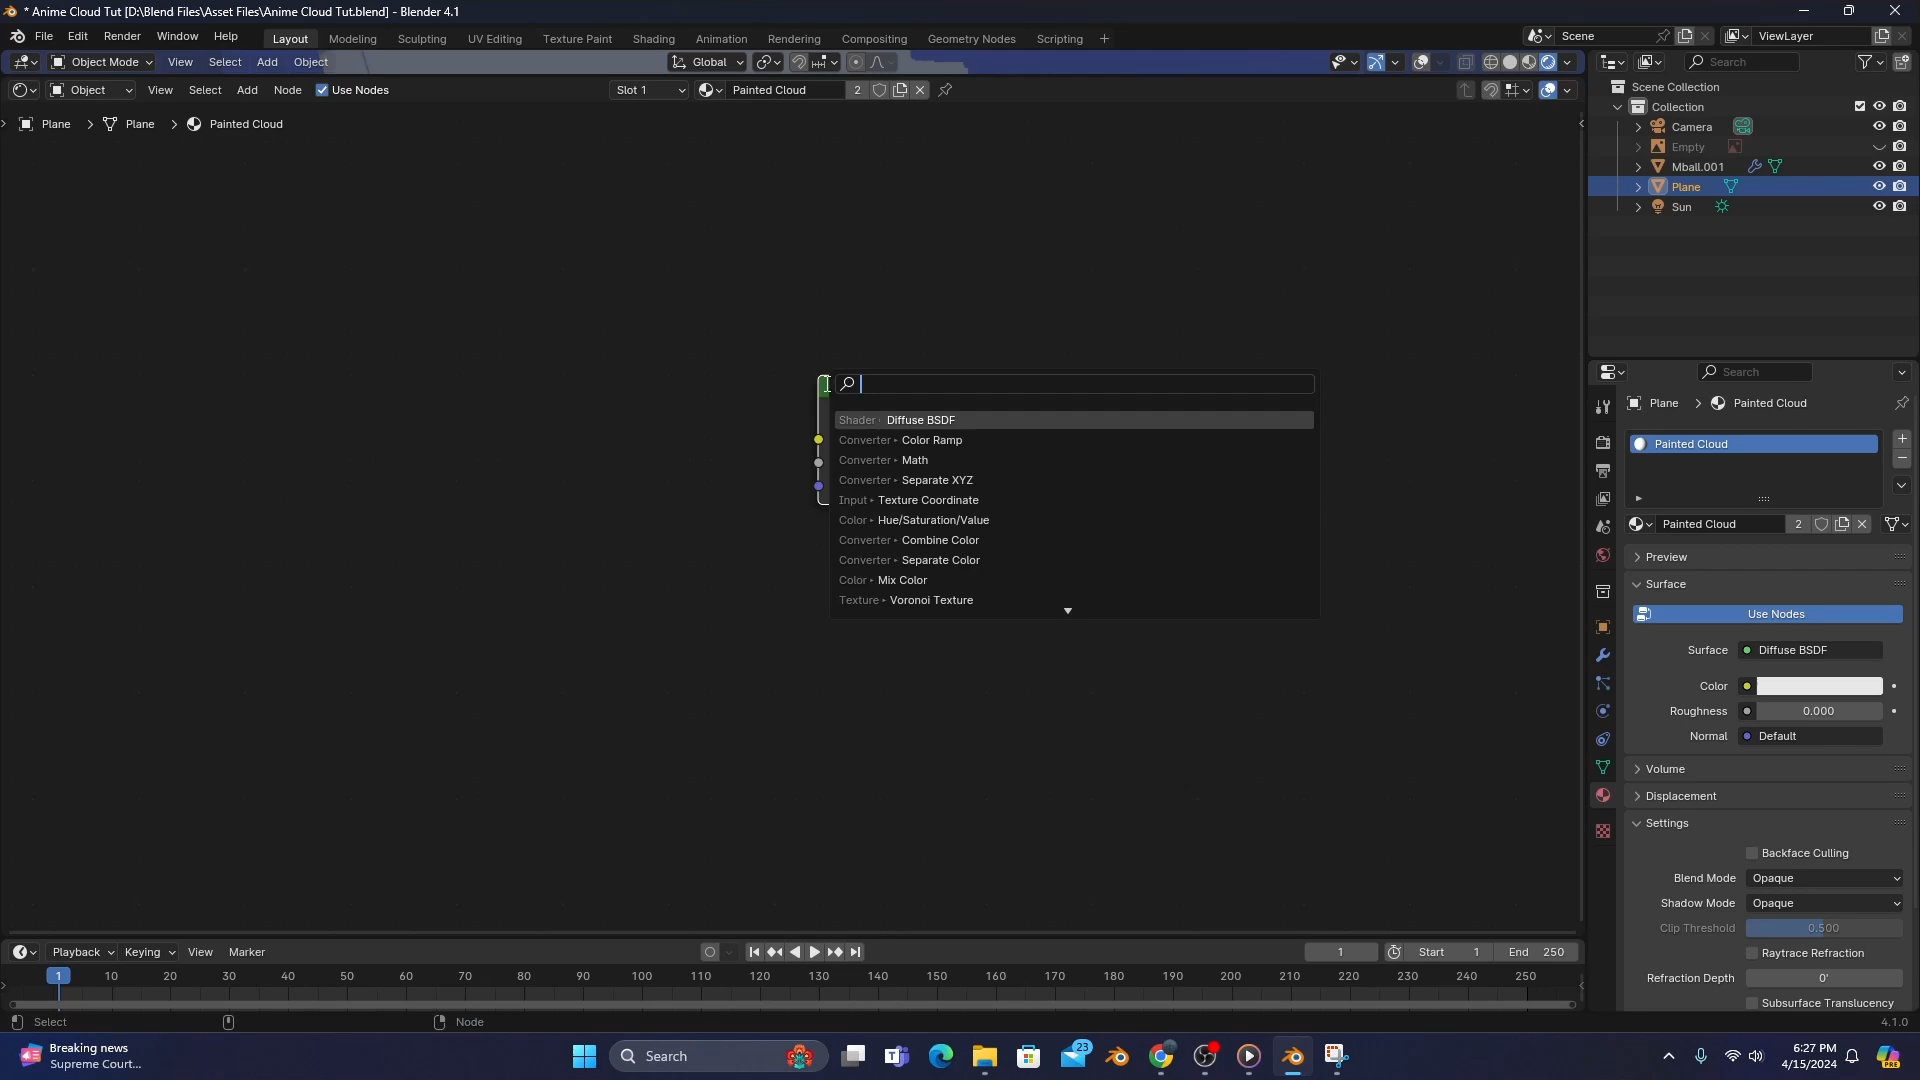 * Anime Cloud Tut [D:\Blend Files\Asset Files\Anime Cloud Tut.blend] - Blender 4.1
File Edit Render Window Help Layout Modeling Sculpting UV Editing Texture Paint Shading Animation Rendering Compositing Geometry Nodes Scripting + Scene ViewLayer
Object Mode View Select Add Object Global Search
Object View Select Add Node Use Nodes Slot 1 Painted Cloud 2
Plane > Plane > Painted Cloud
Scene Collection
Collection
Camera
Empty
Mball.001
Plane
Sun
Shader Diffuse BSDF
Converter Color Ramp
Converter Math
Converter Separate XYZ
Input Texture Coordinate
Color Hue/Saturation/Value
Converter Combine Color
Converter Separate Color
Color Mix Color
Texture Voronoi Texture
Search
Plane > Painted Cloud
Painted Cloud
Painted Cloud 2
Preview
Surface
Use Nodes
Surface Diffuse BSDF
Color
Roughness 0.000
Normal Default
Volume
Displacement
Settings
Backface Culling
Blend Mode Opaque
Shadow Mode Opaque
Clip Threshold 0.500
Raytrace Refraction
Refraction Depth 0'
Subsurface Translucency
Playback Keying View Marker 1 Start 1 End 250
1 10 20 30 40 50 60 70 80 90 100 110 120 130 140 150 160 170 180 190 200 210 220 230 240 250
Select Node 4.1.0
Breaking news
Supreme Court...
Search
23
6:27 PM
4/15/2024
PRE